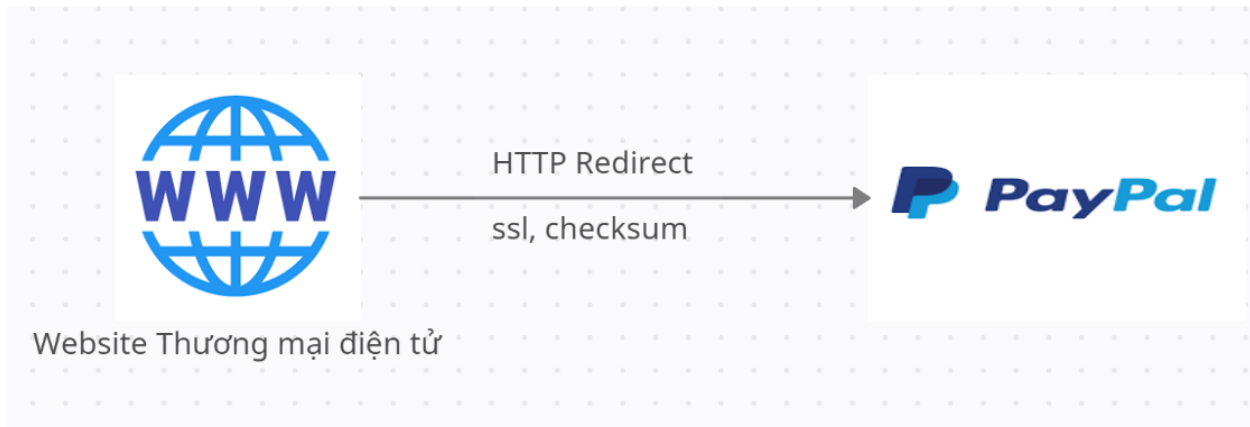 WWW
HTTP Redirect
ssl, checksum
PayPal
Website Thương mại điện tử